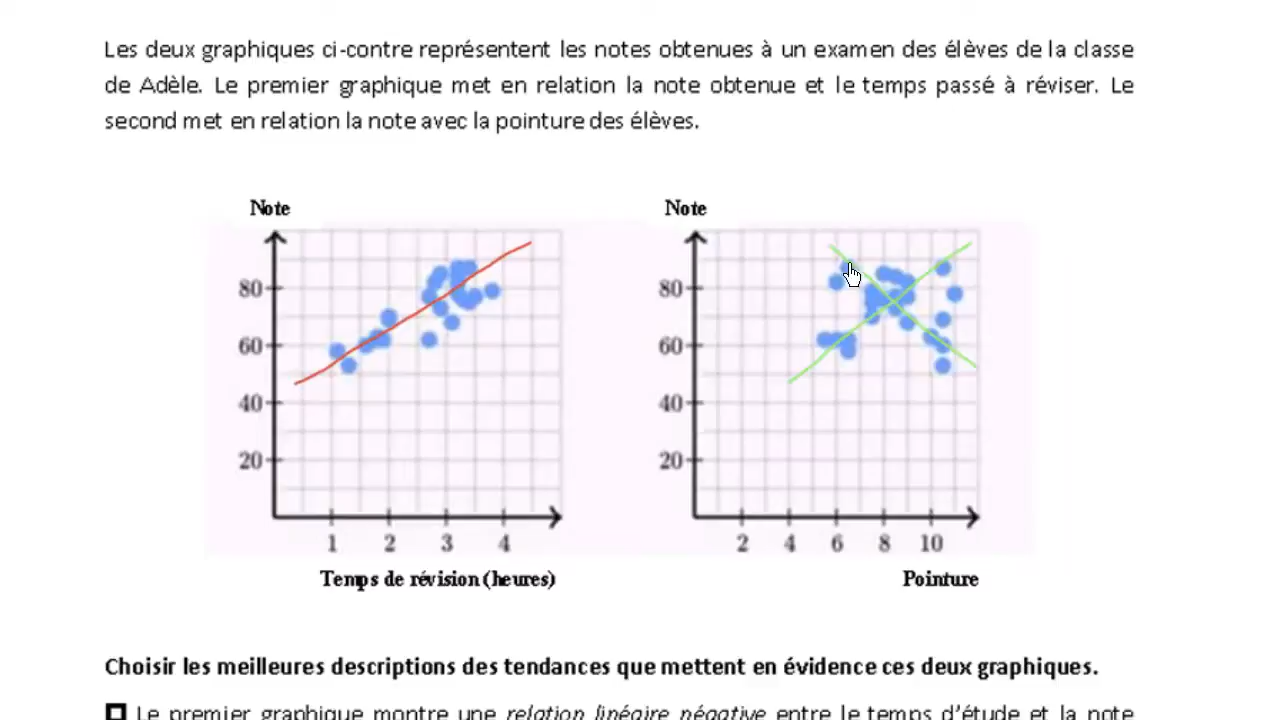 Les deux graphiques ci-contre représentent les notes obtenues à un examen des élèves de la classe
de Adèle. Le premier graphique met en relation la note obtenue et le temps passé à réviser. Le
second met en relation la note avec la pointure des élèves.
Note
80
60
40
20
1 2 3 4
Temps de révision (heures)
Note
80
60
40
20
2 4 6 8 10
Pointure
Choisir les meilleures descriptions des tendances que mettent en évidence ces deux graphiques.
Le premier graphique montre une relation linéaire négative entre le temps d'étude et la note